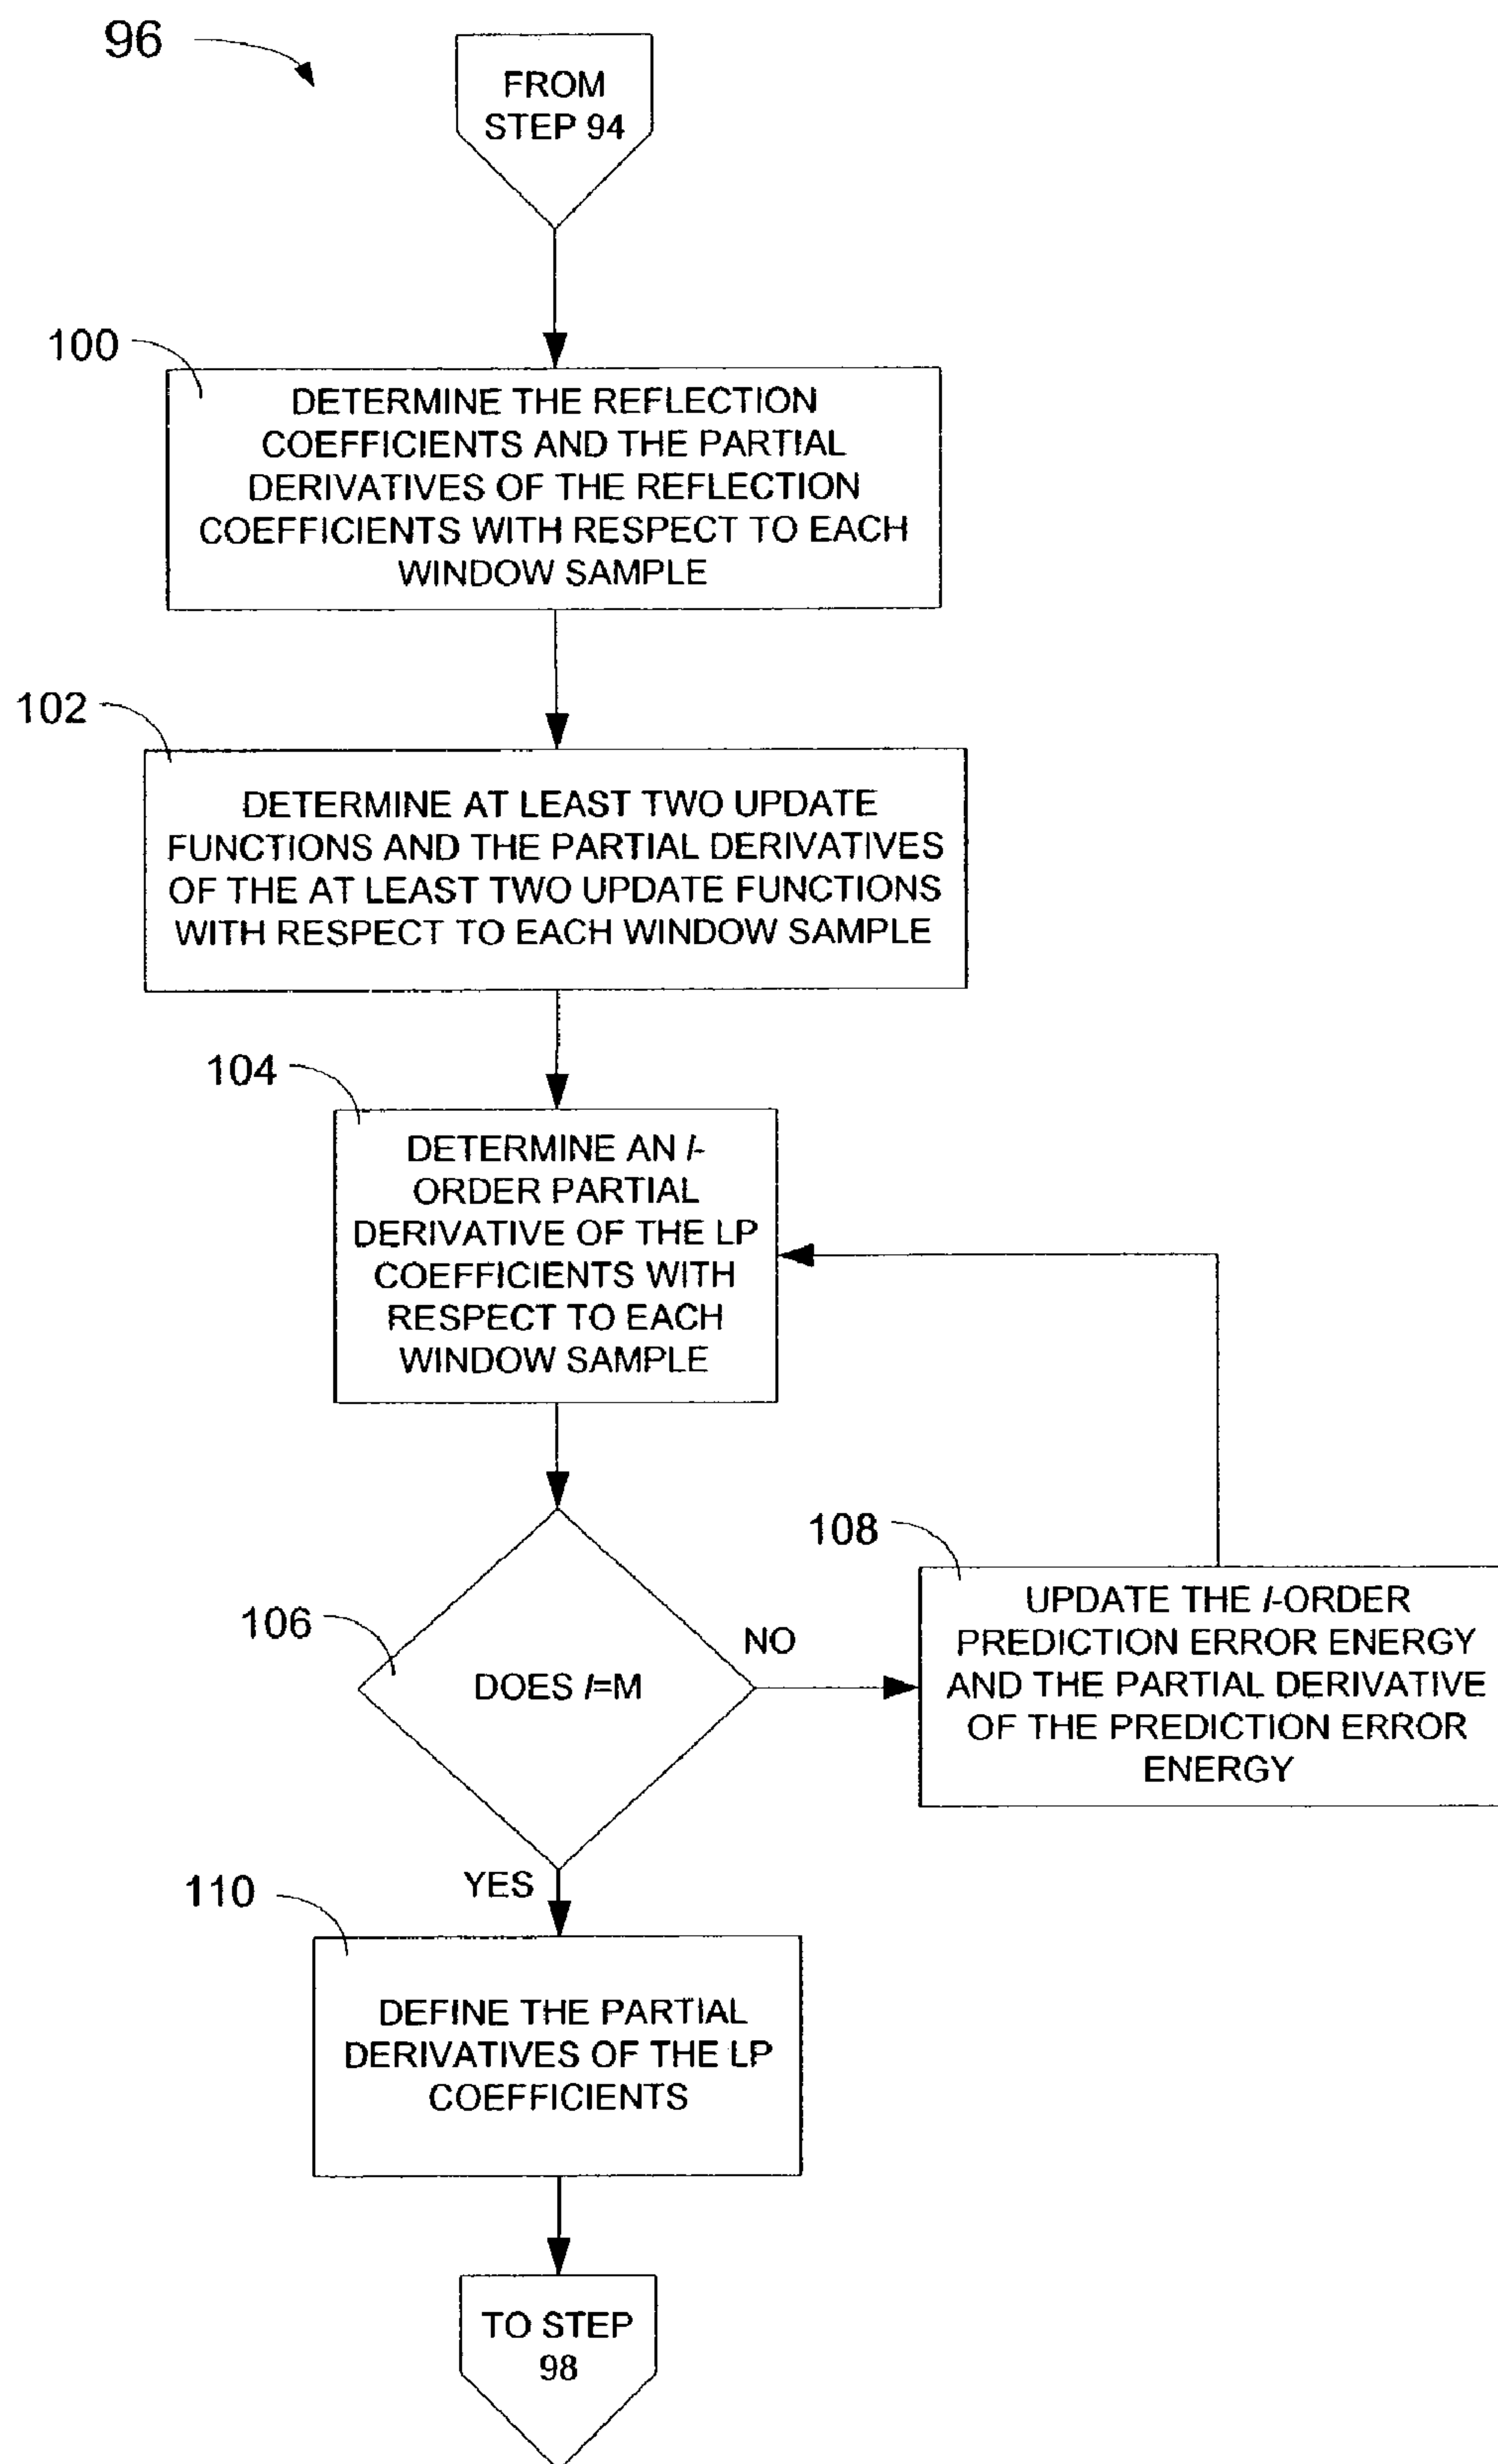 96
FROM
STEP 94
100
DETERMINE THE REFLECTION
COEFFICIENTS AND THE PARTIAL
DERIVATIVES OF THE REFLECTION
COEFFICIENTS WITH RESPECT TO EACH
WINDOW SAMPLE
102
DETERMINE AT LEAST TWO UPDATE
FUNCTIONS AND THE PARTIAL DERIVATIVES
OF THE AT LEAST TWO UPDATE FUNCTIONS
WITH RESPECT TO EACH WINDOW SAMPLE
104
DETERMINE AN l-
ORDER PARTIAL
DERIVATIVE OF THE LP
COEFFICIENTS WITH
RESPECT TO EACH
WINDOW SAMPLE
106
DOES l=M
NO
108
UPDATE THE l-ORDER
PREDICTION ERROR ENERGY
AND THE PARTIAL DERIVATIVE
OF THE PREDICTION ERROR
ENERGY
YES
110
DEFINE THE PARTIAL
DERIVATIVES OF THE LP
COEFFICIENTS
TO STEP
98